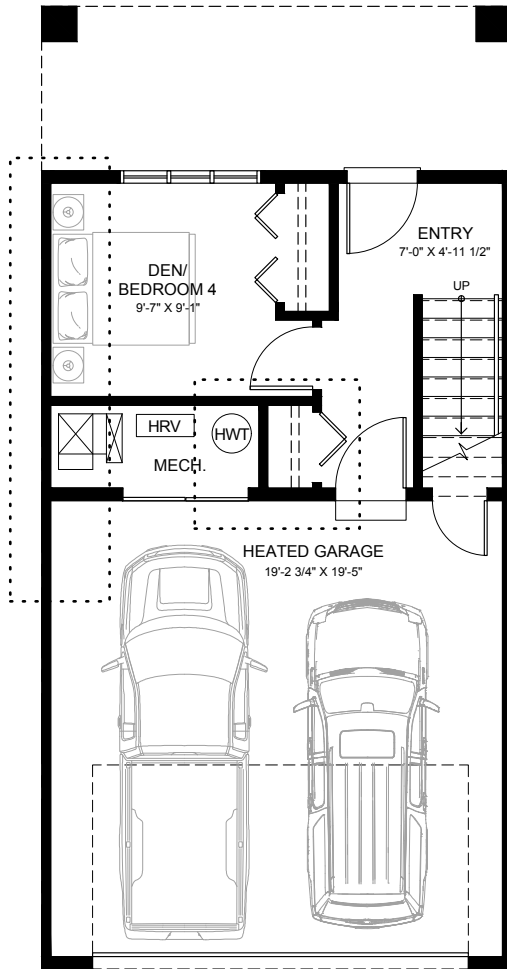 ENTRY
7'-0" X 4'-11 1/2"
DEN/
BEDROOM 4
9'-7" X 9'-1"
UP
HRV
HWT
MECH.
HEATED GARAGE
19'-2 3/4" X 19'-5"